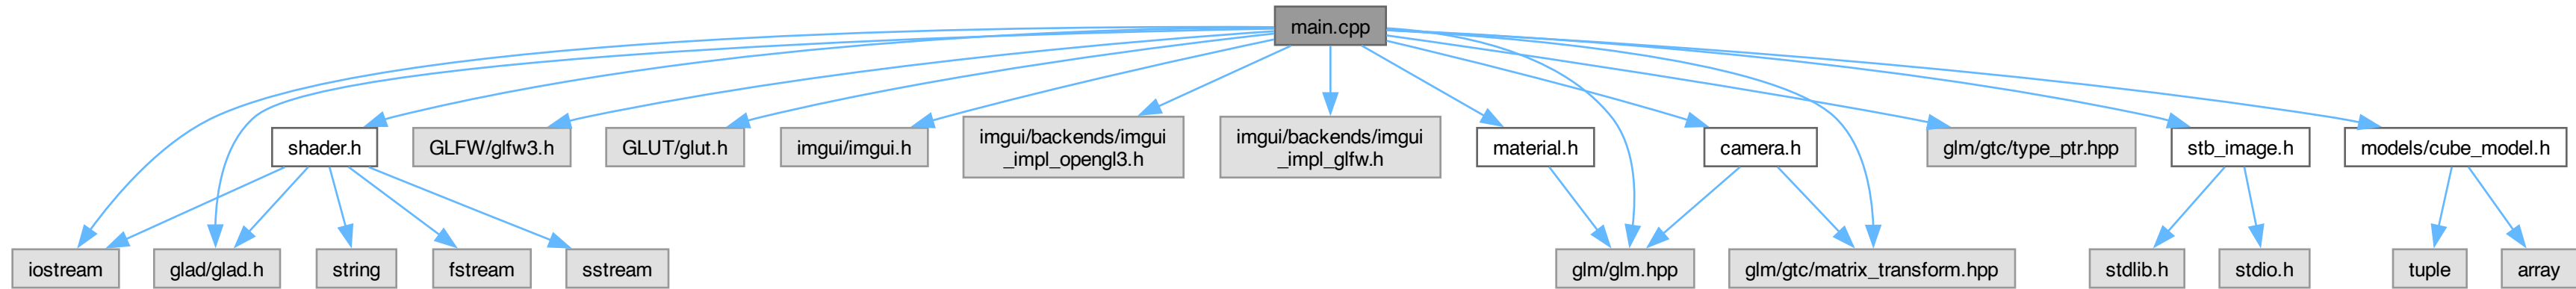 main.cpp
shader.h
GLFW/glfw3.h
GLUT/glut.h
imgui/imgui.h
imgui/backends/imgui
_impl_opengl3.h
imgui/backends/imgui
_impl_glfw.h
material.h
camera.h
glm/gtc/type_ptr.hpp
stb_image.h
models/cube_model.h
iostream
glad/glad.h
string
fstream
sstream
glm/glm.hpp
glm/gtc/matrix_transform.hpp
stdlib.h
stdio.h
tuple
array